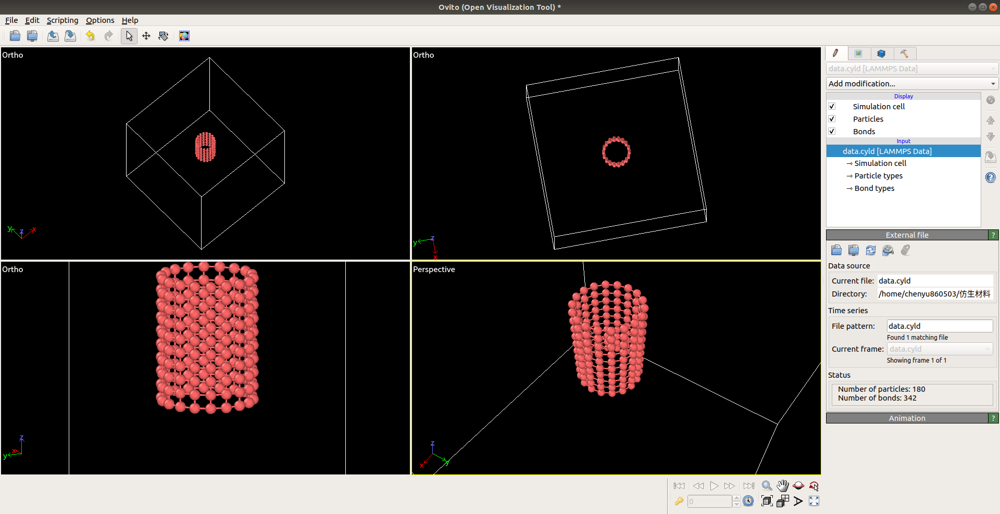 Ovito (Open Visualization Tool) *
File Edit Scripting Options Help
Ortho
y z x
Ortho
y z x
Ortho
z x y
Perspective
z x y
data.cyld [LAMMPS Data]
Add modification...
Display
Simulation cell
Particles
Bonds
Input
data.cyld [LAMMPS Data]
→ Simulation cell
→ Particle types
→ Bond types
External file ?
Data source
Current file: data.cyld
Directory: /home/chenyu860503/仿生材料
Time series
File pattern: data.cyld
Found 1 matching file
Current frame: data.cyld
Showing frame 1 of 1
Status
Number of particles: 180
Number of bonds: 342
Animation ?
0